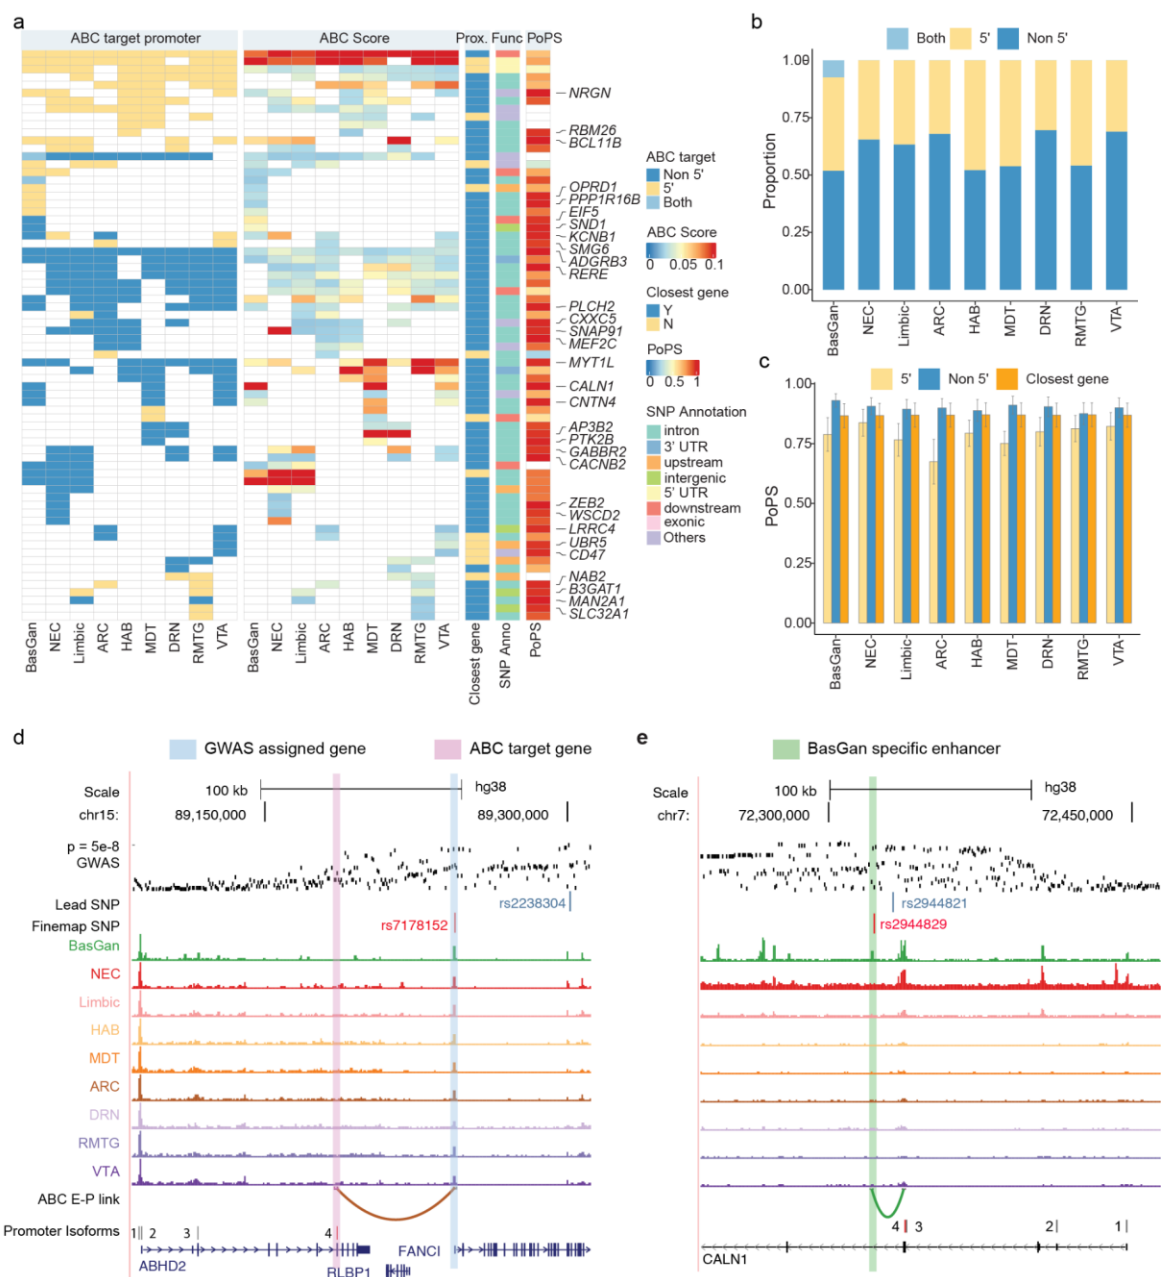 a
ABC target promoter
ABC Score
Prox.
Func
PoPS
NRGN
RBM26
BCL11B
OPRD1
PPP1R16B
EIF5
SND1
KCNB1
SMG6
ADGRB3
RERE
PLCH2
CXXC5
SNAP91
MEF2C
MYT1L
CALN1
CNTN4
AP3B2
PTK2B
GABBR2
CACNB2
ZEB2
WSCD2
LRRC4
UBR5
CD47
NAB2
B3GAT1
MAN2A1
SLC32A1
BasGan
NEC
Limbic
ARC
HAB
MDT
DRN
RMTG
VTA
BasGan
NEC
Limbic
ARC
HAB
MDT
DRN
RMTG
VTA
Closest gene
SNP Anno
PoPS
ABC target
Non 5'
5'
Both
ABC Score
0 0.05 0.1
Closest gene
Y
N
PoPS
0 0.5 1
SNP Annotation
intron
3' UTR
upstream
intergenic
5' UTR
downstream
exonic
Others
b
Both 5' Non 5'
Proportion
1.00
0.75
0.50
0.25
0.00
BasGan
NEC
Limbic
ARC
HAB
MDT
DRN
RMTG
VTA
c
5' Non 5' Closest gene
PoPS
1.00
0.75
0.50
0.25
0.00
BasGan
NEC
Limbic
ARC
HAB
MDT
DRN
RMTG
VTA
d
GWAS assigned gene
ABC target gene
Scale 100 kb hg38
chr15: 89,150,000 89,300,000
p = 5e-8
GWAS
Lead SNP rs2238304
Finemap SNP rs7178152
BasGan
NEC
Limbic
HAB
MDT
ARC
DRN
RMTG
VTA
ABC E-P link
Promoter Isoforms 1 2 3 4
ABHD2
FANCI
RLBP1
e
BasGan specific enhancer
Scale 100 kb hg38
chr7: 72,300,000 72,450,000
rs2944821
rs2944829
4 3 2 1
CALN1